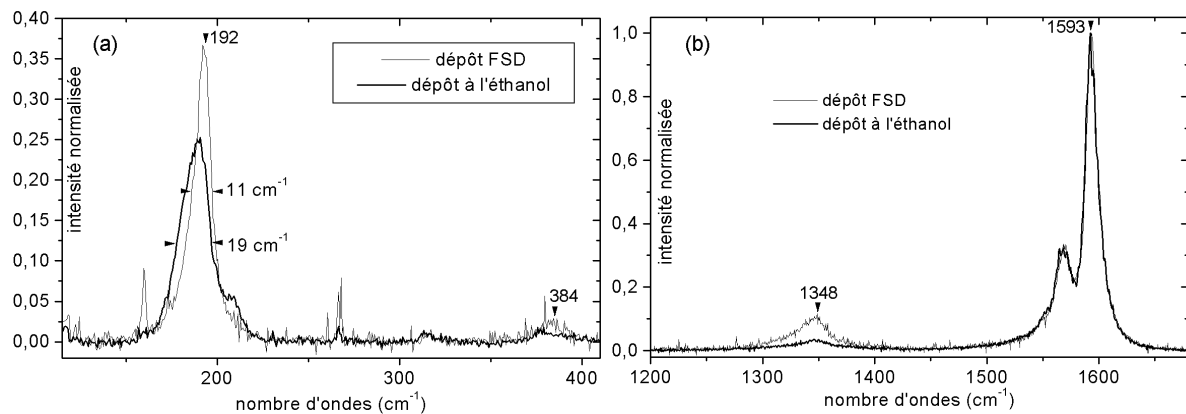 (a)
192
dépôt FSD
dépôt à l'éthanol
11 cm⁻¹
19 cm⁻¹
384
intensité normalisée
0,40
0,35
0,30
0,25
0,20
0,15
0,10
0,05
0,00
200
300
400
nombre d'ondes (cm⁻¹)
(b)
1593
dépôt FSD
dépôt à l'éthanol
1348
intensité normalisée
1,0
0,8
0,6
0,4
0,2
0,0
1200
1300
1400
1500
1600
nombre d'ondes (cm⁻¹)